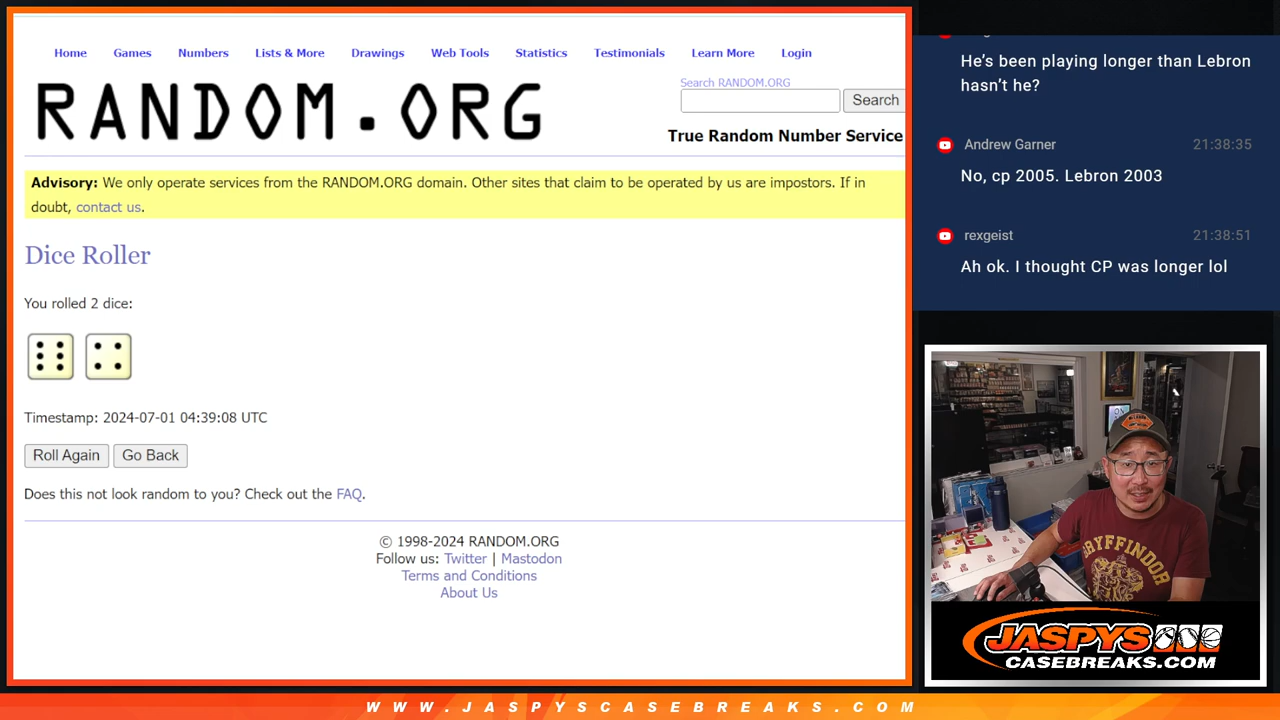 Home Games Numbers Lists & More Drawings Web Tools Statistics Testimonials Learn More Login
RANDOM.ORG
Search RANDOM.ORG
Search
True Random Number Service
Advisory: We only operate services from the RANDOM.ORG domain. Other sites that claim to be operated by us are impostors. If in
doubt, contact us.
Dice Roller
You rolled 2 dice:
Timestamp: 2024-07-01 04:39:08 UTC
Roll Again Go Back
Does this not look random to you? Check out the FAQ.
© 1998-2024 RANDOM.ORG
Follow us: Twitter | Mastodon
Terms and Conditions
About Us
He's been playing longer than Lebron
hasn't he?
Andrew Garner 21:38:35
No, cp 2005. Lebron 2003
rexgeist 21:38:51
Ah ok. I thought CP was longer lol
GRYFFINDOR
JASPYS
CASEBREAKS.COM
WWW.JASPYSCASEBREAKS.COM